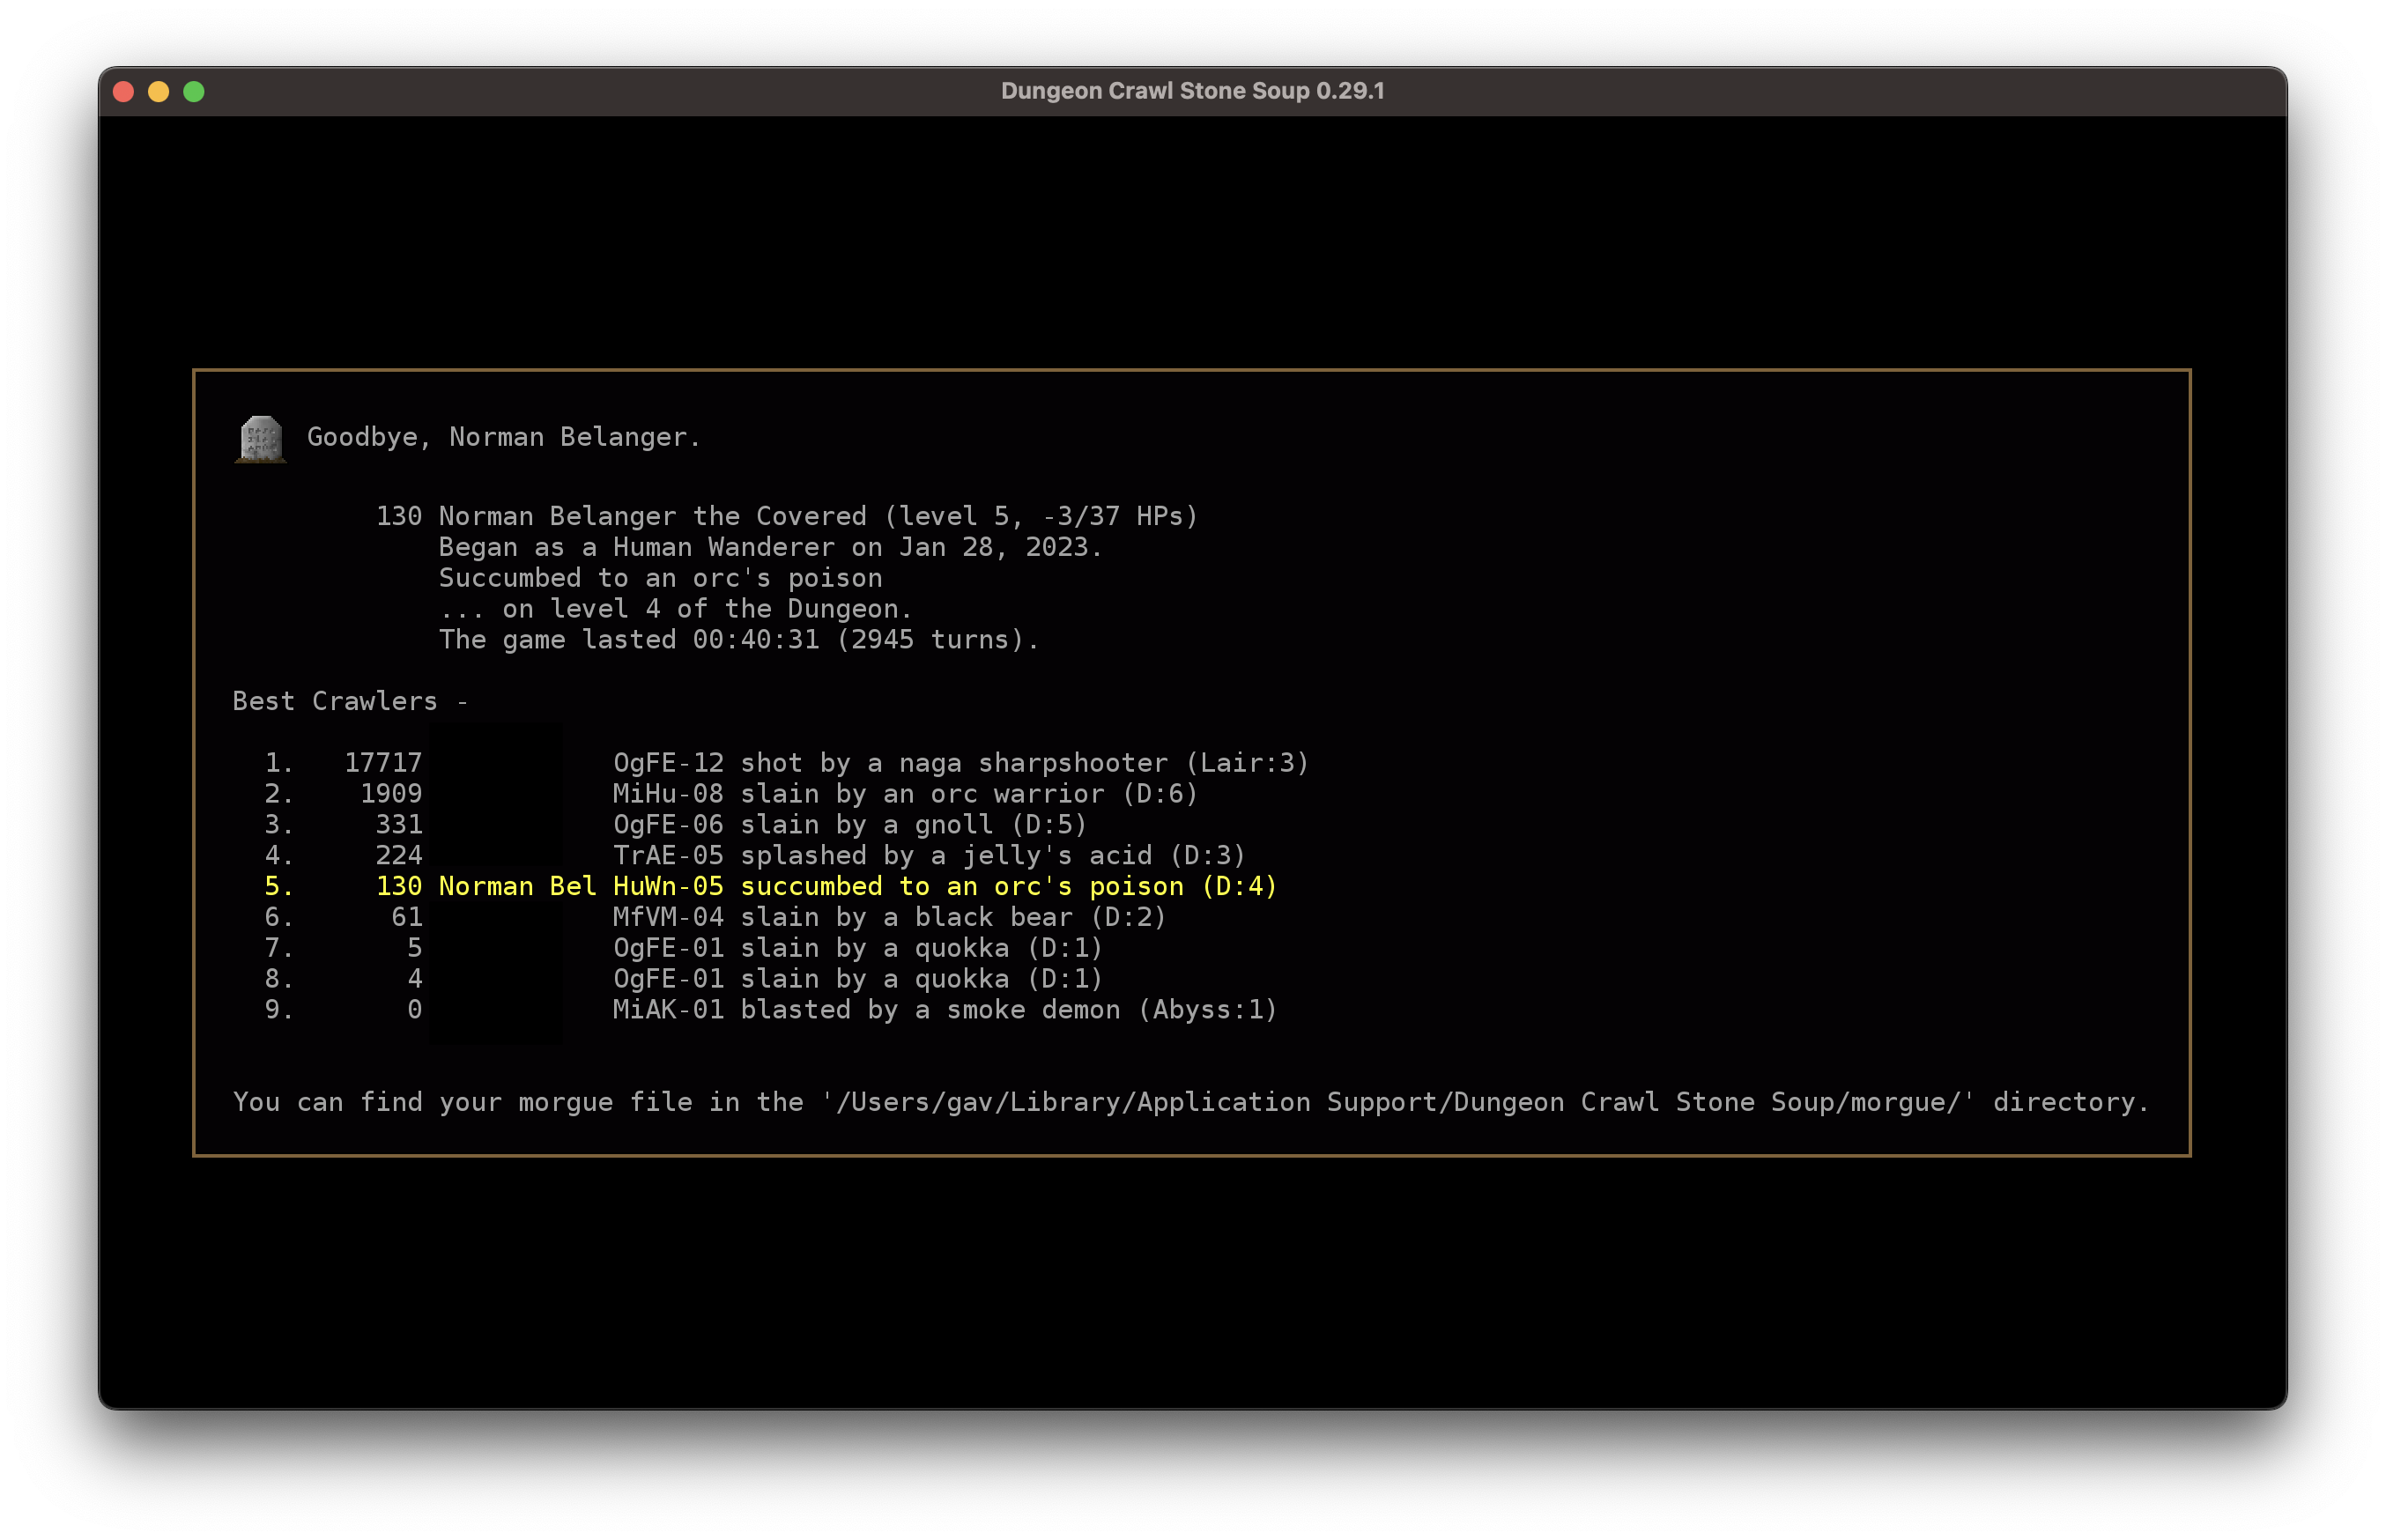 Dungeon Crawl Stone Soup 0.29.1
Goodbye, Norman Belanger.
130 Norman Belanger the Covered (level 5, -3/37 HPs)
Began as a Human Wanderer on Jan 28, 2023.
Succumbed to an orc's poison
... on level 4 of the Dungeon.
The game lasted 00:40:31 (2945 turns).
Best Crawlers -
1. 17717 OgFE-12 shot by a naga sharpshooter (Lair:3)
2. 1909 MiHu-08 slain by an orc warrior (D:6)
3. 331 OgFE-06 slain by a gnoll (D:5)
4. 224 TrAE-05 splashed by a jelly's acid (D:3)
5. 130 Norman Bel HuWn-05 succumbed to an orc's poison (D:4)
6. 61 MfVM-04 slain by a black bear (D:2)
7. 5 OgFE-01 slain by a quokka (D:1)
8. 4 OgFE-01 slain by a quokka (D:1)
9. 0 MiAK-01 blasted by a smoke demon (Abyss:1)
You can find your morgue file in the '/Users/gav/Library/Application Support/Dungeon Crawl Stone Soup/morgue/' directory.